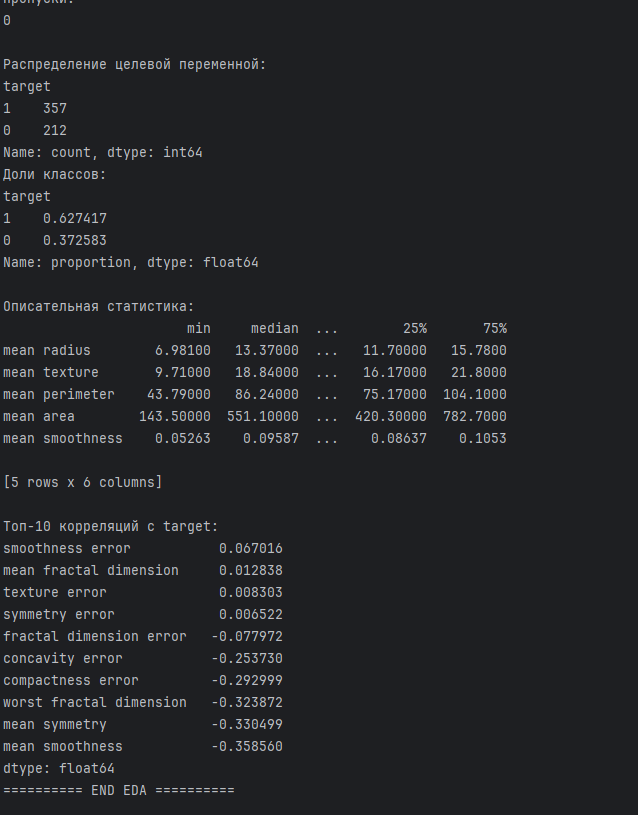 пропуски:
0
Распределение целевой переменной:
target
1    357
0    212
Name: count, dtype: int64
Доли классов:
target
1    0.627417
0    0.372583
Name: proportion, dtype: float64
Описательная статистика:
                       min     median  ...        25%       75%
mean radius        6.98100   13.37000  ...   11.70000   15.7800
mean texture       9.71000   18.84000  ...   16.17000   21.8000
mean perimeter    43.79000   86.24000  ...   75.17000  104.1000
mean area        143.50000  551.10000  ...  420.30000  782.7000
mean smoothness    0.05263    0.09587  ...    0.08637    0.1053
[5 rows x 6 columns]
Топ-10 корреляций с target:
smoothness error           0.067016
mean fractal dimension     0.012838
texture error              0.008303
symmetry error             0.006522
fractal dimension error   -0.077972
concavity error           -0.253730
compactness error         -0.292999
worst fractal dimension   -0.323872
mean symmetry             -0.330499
mean smoothness           -0.358560
dtype: float64
========== END EDA ==========